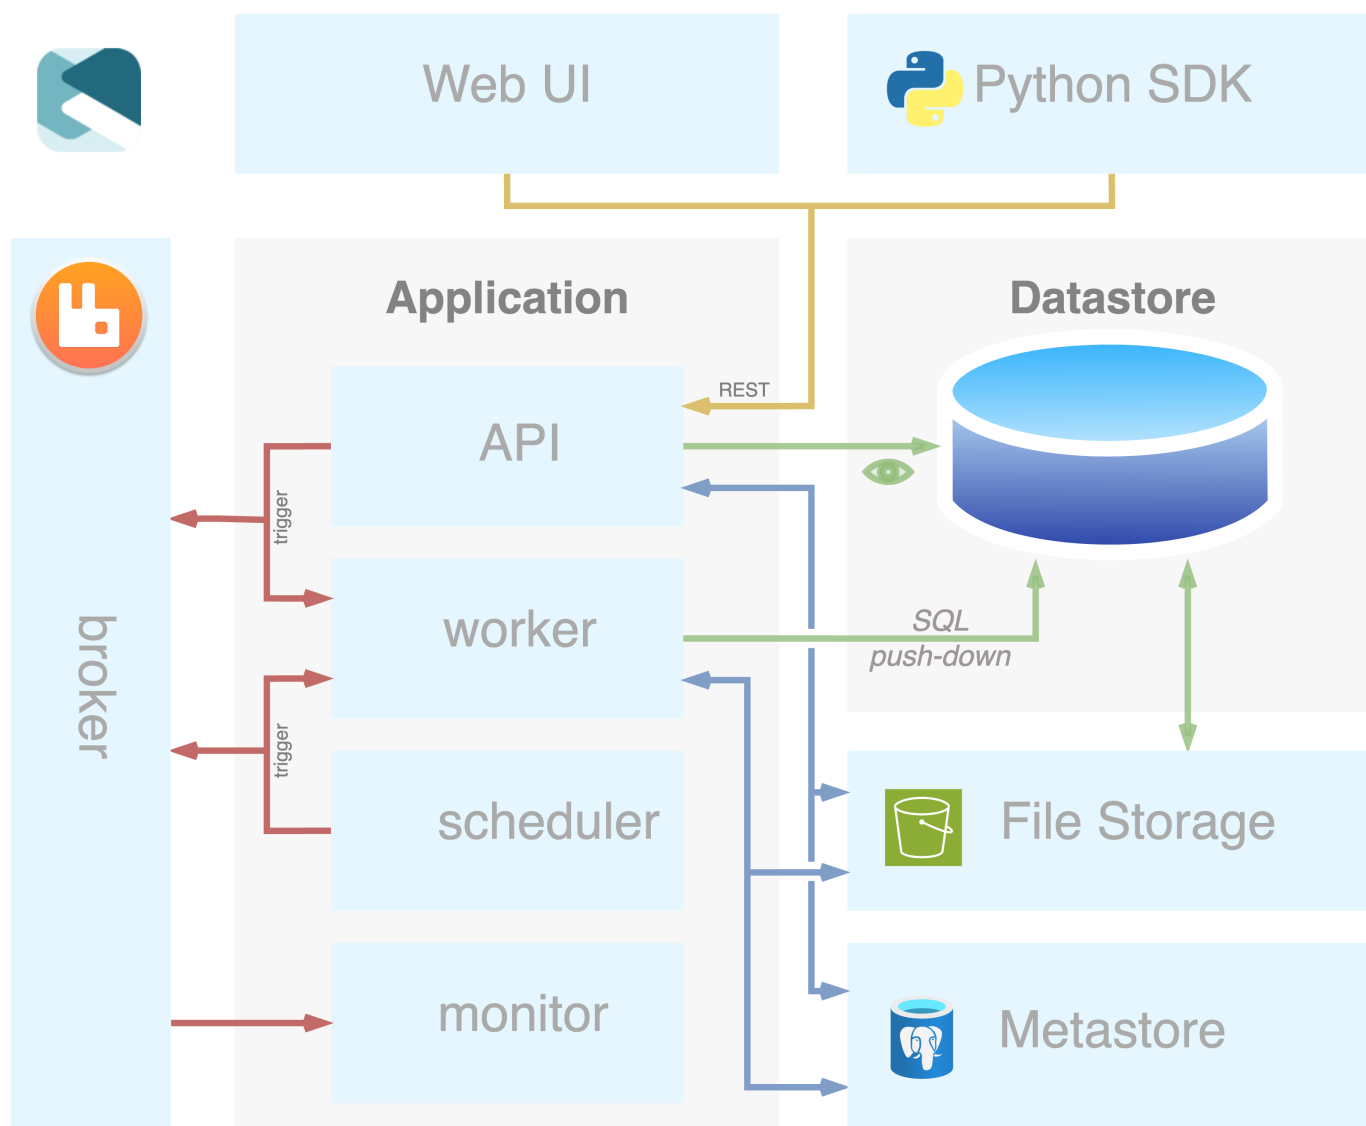 Web UI
Python SDK
Application
Datastore
REST
API
trigger
worker
SQL
push-down
broker
trigger
scheduler
File Storage
monitor
Metastore